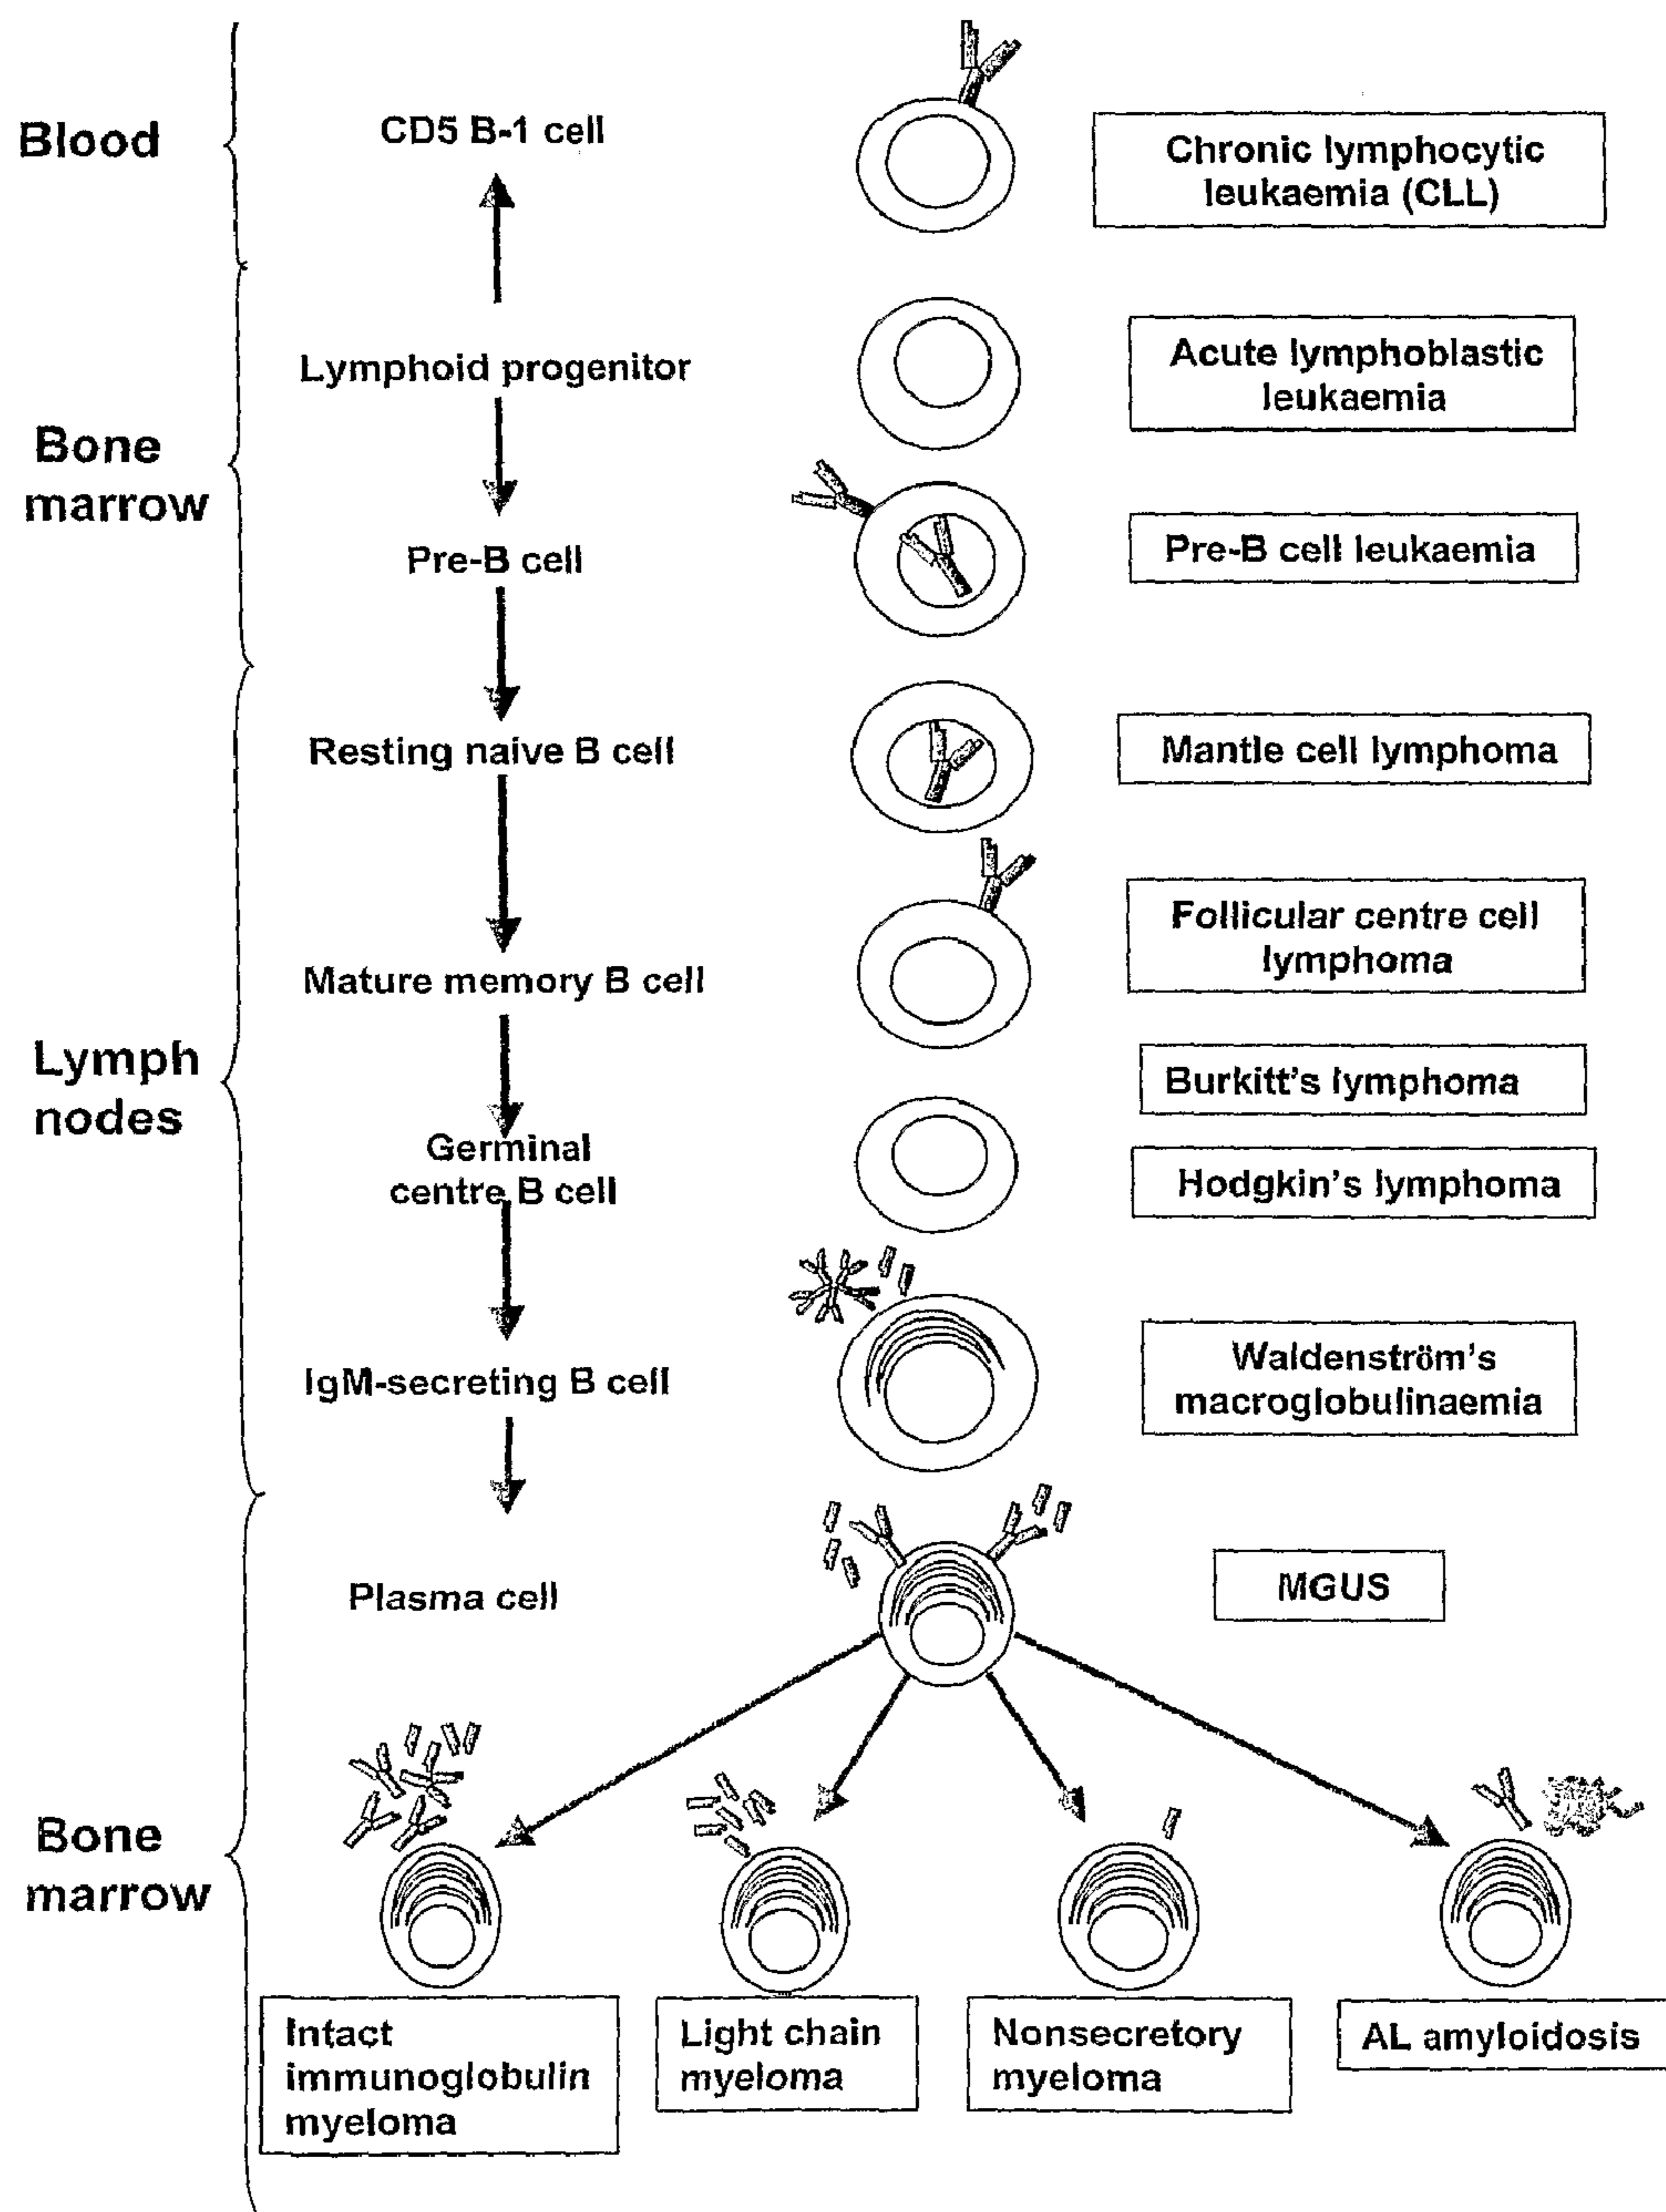 Blood
CD5 B-1 cell
Chronic lymphocytic
leukaemia (CLL)
Bone
marrow
Lymphoid progenitor
Acute lymphoblastic
leukaemia
Pre-B cell
Pre-B cell leukaemia
Lymph
nodes
Resting naive B cell
Mantle cell lymphoma
Mature memory B cell
Follicular centre cell
lymphoma
Burkitt's lymphoma
Germinal
centre B cell
Hodgkin's lymphoma
IgM-secreting B cell
Waldenström's
macroglobulinaemia
Bone
marrow
Plasma cell
MGUS
Intact
immunoglobulin
myeloma
Light chain
myeloma
Nonsecretory
myeloma
AL amyloidosis